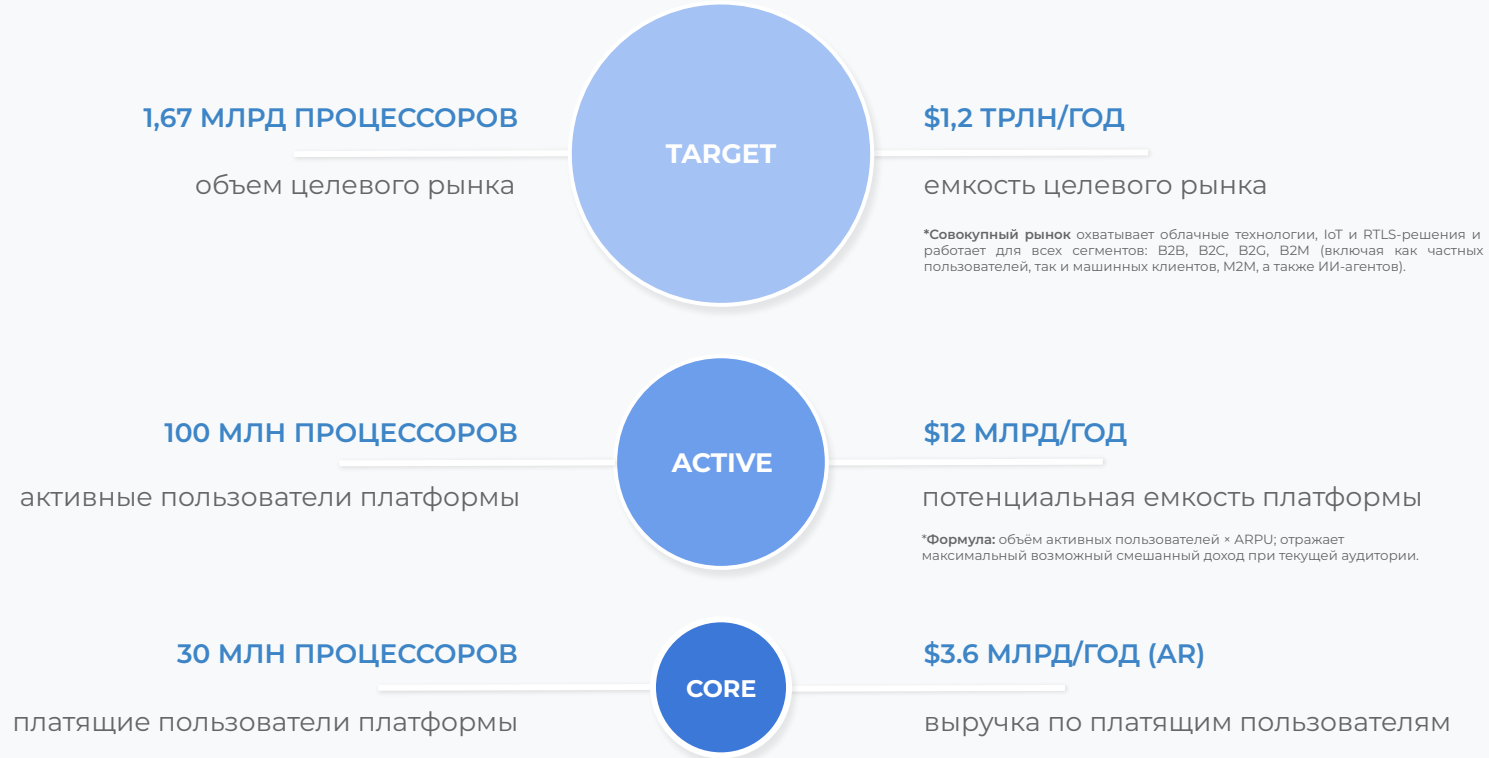 1,67 МЛРД ПРОЦЕССОРОВ
объем целевого рынка
TARGET
$1,2 ТРЛН/ГОД
емкость целевого рынка
*Совокупный рынок охватывает облачные технологии, IoT и RTLS-решения и
работает для всех сегментов: B2B, B2C, B2G, B2M (включая как частных
пользователей, так и машинных клиентов, M2M, а также ИИ-агентов).
100 МЛН ПРОЦЕССОРОВ
активные пользователи платформы
ACTIVE
$12 МЛРД/ГОД
потенциальная емкость платформы
*Формула: объём активных пользователей × ARPU; отражает
максимальный возможный смешанный доход при текущей аудитории.
30 МЛН ПРОЦЕССОРОВ
платящие пользователи платформы
CORE
$3.6 МЛРД/ГОД (AR)
выручка по платящим пользователям